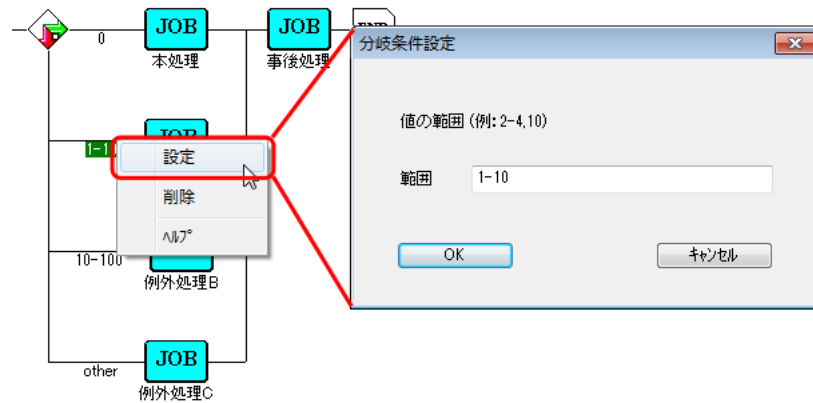 0
JOB
本処理
JOB
事後処理
分岐条件設定
値の範囲 (例: 2-4,10)
範囲
1-10
OK
キャンセル
JOB
設定
削除
ヘルプ
10-100
例外処理B
other
JOB
例外処理C